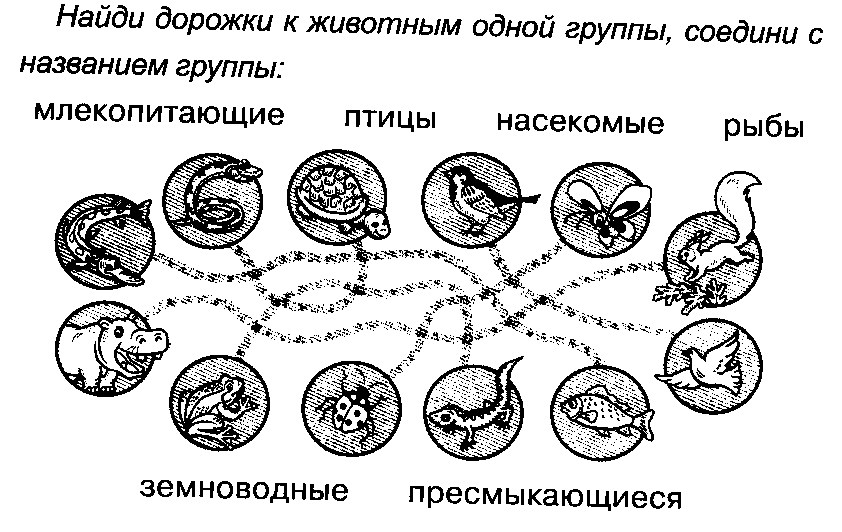 Найди дорожки к животным одной группы, соедини с
названием группы:
млекопитающие птицы насекомые рыбы
земноводные пресмыкающиеся